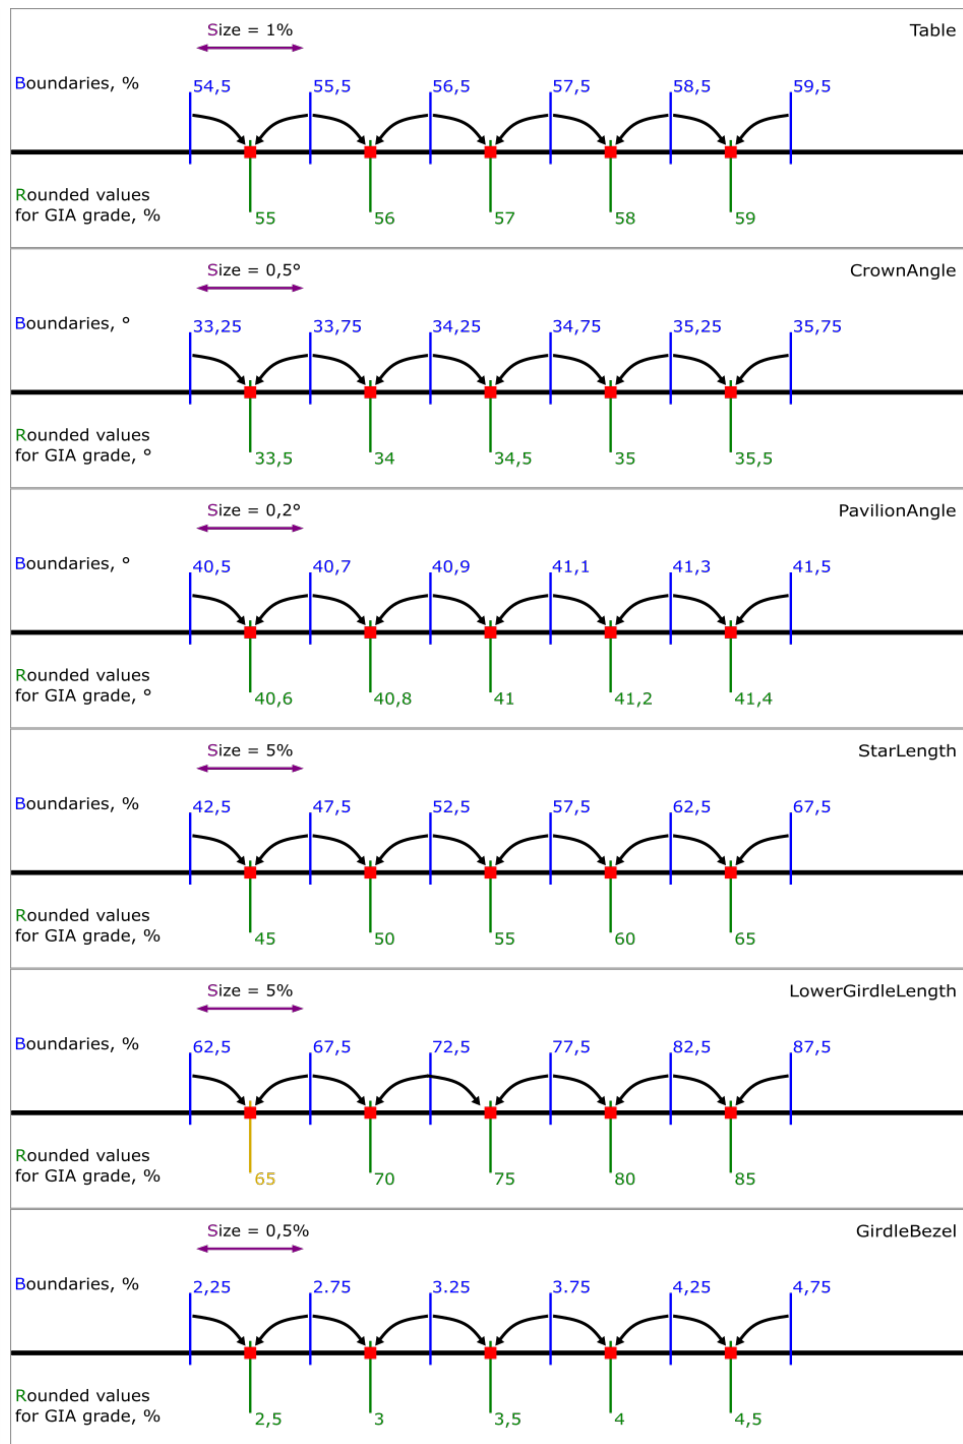 Size = 1%
Table
Boundaries, %
54,5 55,5 56,5 57,5 58,5 59,5
Rounded values
for GIA grade, %
55 56 57 58 59
Size = 0,5°
CrownAngle
Boundaries, °
33,25 33,75 34,25 34,75 35,25 35,75
Rounded values
for GIA grade, °
33,5 34 34,5 35 35,5
Size = 0,2°
PavilionAngle
Boundaries, °
40,5 40,7 40,9 41,1 41,3 41,5
Rounded values
for GIA grade, °
40,6 40,8 41 41,2 41,4
Size = 5%
StarLength
Boundaries, %
42,5 47,5 52,5 57,5 62,5 67,5
Rounded values
for GIA grade, %
45 50 55 60 65
Size = 5%
LowerGirdleLength
Boundaries, %
62,5 67,5 72,5 77,5 82,5 87,5
Rounded values
for GIA grade, %
65 70 75 80 85
Size = 0,5%
GirdleBezel
Boundaries, %
2,25 2.75 3.25 3.75 4,25 4,75
Rounded values
for GIA grade, %
2,5 3 3,5 4 4,5